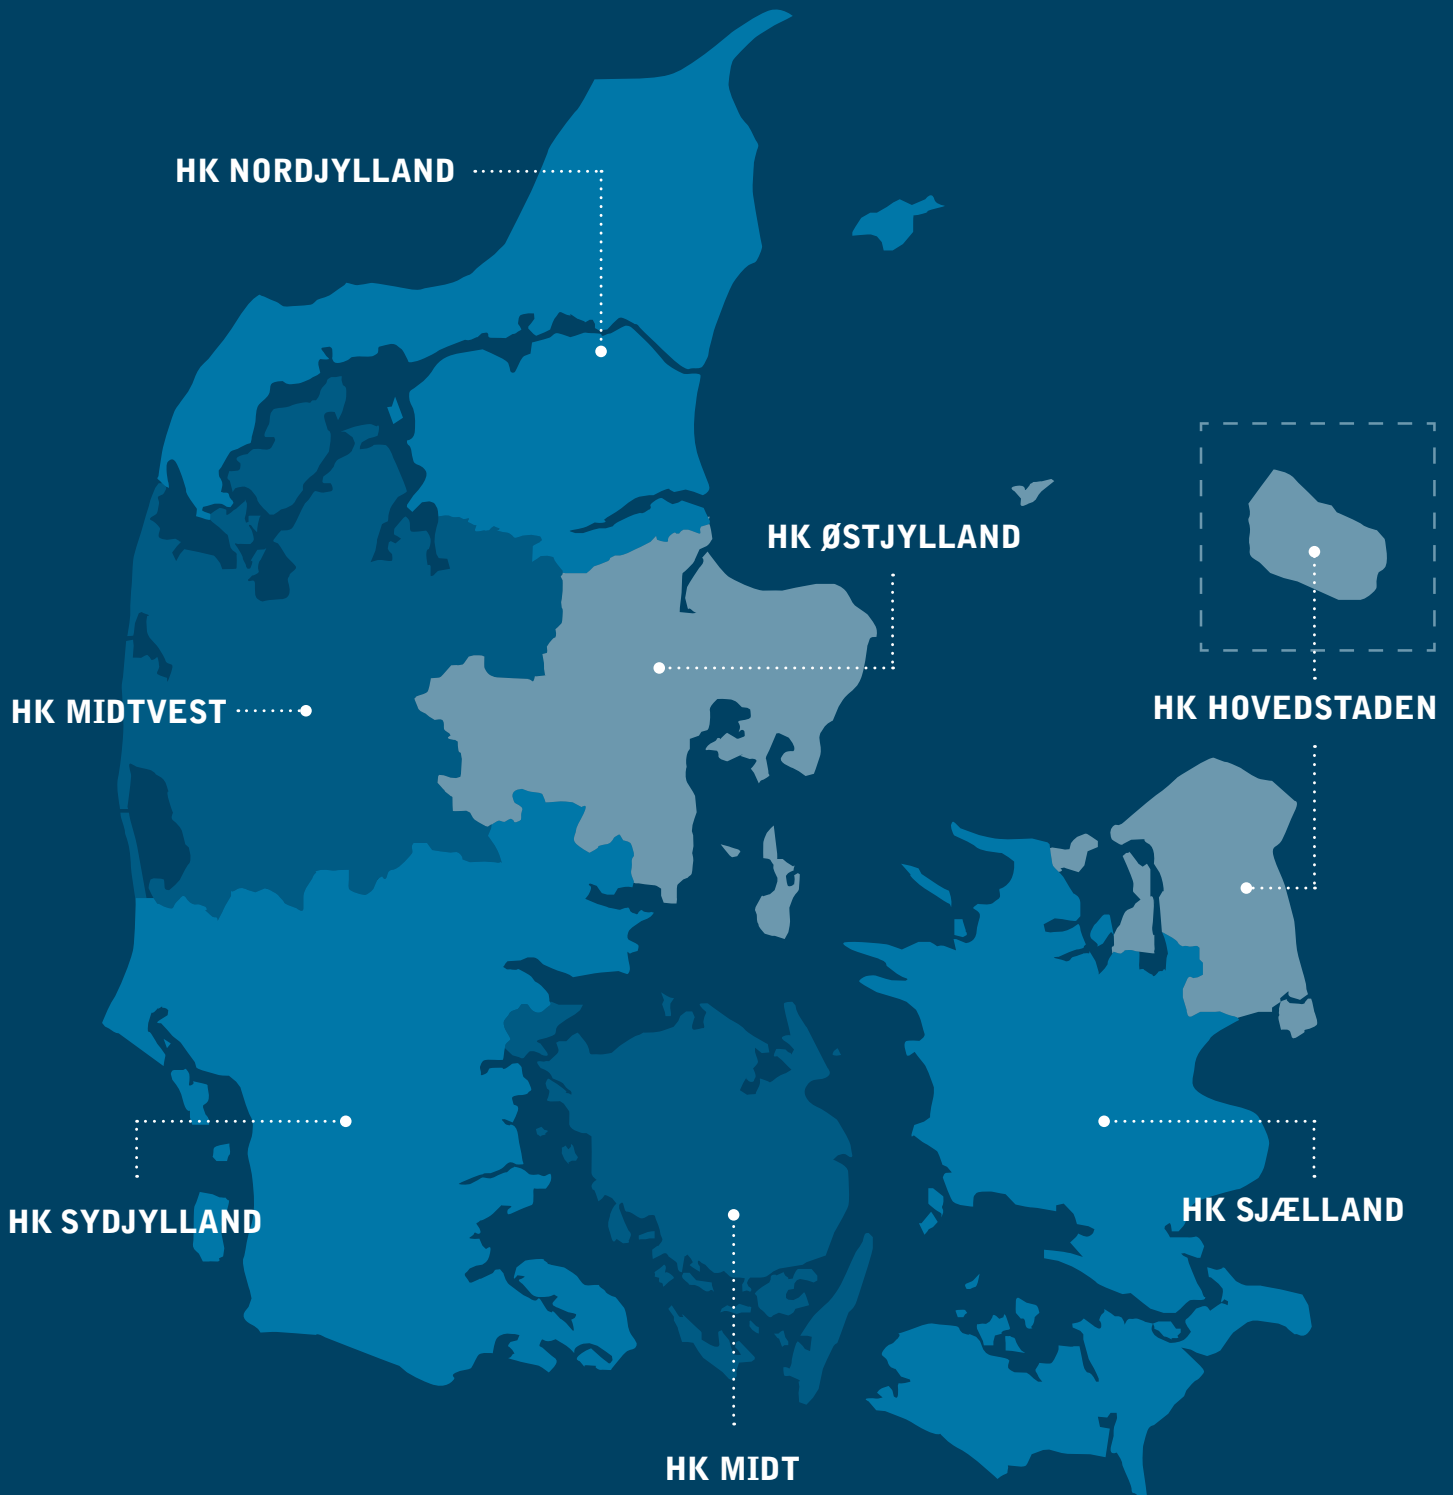 HK NORDJYLLAND
HK ØSTJYLLAND
HK MIDTVEST
HK HOVEDSTADEN
HK SYDJYLLAND
HK SJÆLLAND
HK MIDT